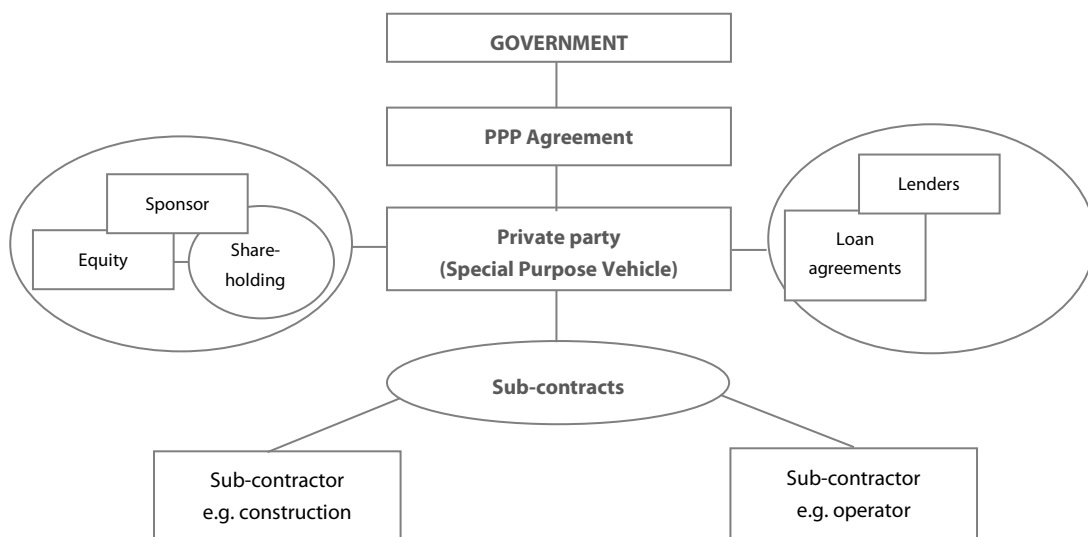 GOVERNMENT
PPP Agreement
Sponsor
Equity
Share-
holding
Private party
(Special Purpose Vehicle)
Lenders
Loan
agreements
Sub-contracts
Sub-contractor
e.g. construction
Sub-contractor
e.g. operator